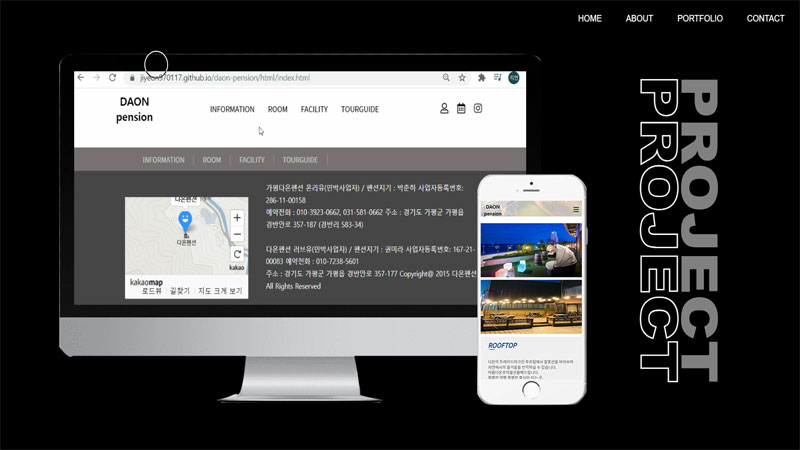 HOME ABOUT PORTFOLIO CONTACT
jiyeon970117.github.io/daon-pension/html/index.html
DAON
pension
INFORMATION ROOM FACILITY TOURGUIDE
INFORMATION ROOM FACILITY TOURGUIDE
가평다온펜션 온리유(민박사업자) / 펜션지기 : 박춘하 사업자등록번호:
286-11-00158
예약전화 : 010-3923-0662, 031-581-0662 주소 : 경기도 가평군 가평읍
경반안로 357-187 (경반리 583-34)
다온펜션 러브유(민박사업자) / 펜션지기 : 권미라 사업자등록번호: 167-21-
00083 예약전화 : 010-7238-5601
주소 : 경기도 가평군 가평읍 경반안로 357-177 Copyright@ 2015 다온펜션
All Rights Reserved
다온펜션
kakao
kakaomap
로드뷰 길찾기 지도 크게 보기
DAON
pension
ROOFTOP
PROJECT
PROJECT